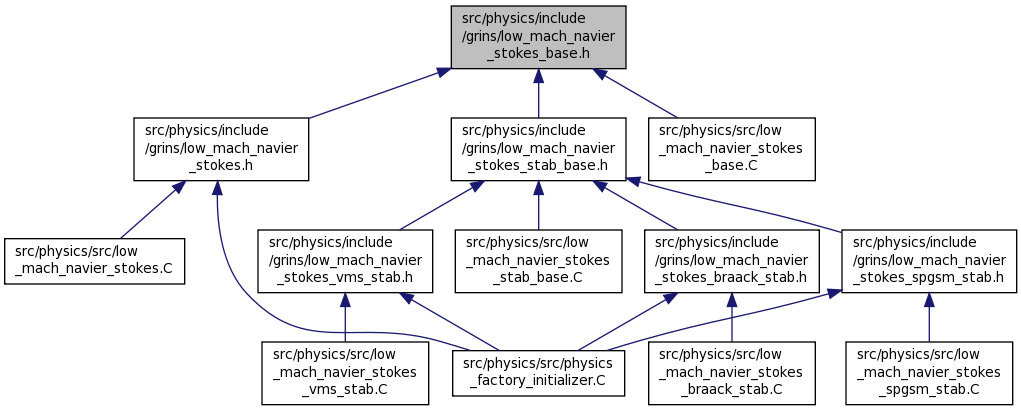 src/physics/include
/grins/low_mach_navier
_stokes_base.h
src/physics/include
/grins/low_mach_navier
_stokes.h
src/physics/include
/grins/low_mach_navier
_stokes_stab_base.h
src/physics/src/low
_mach_navier_stokes
_base.C
src/physics/src/low
_mach_navier_stokes.C
src/physics/include
/grins/low_mach_navier
_stokes_vms_stab.h
src/physics/src/low
_mach_navier_stokes
_stab_base.C
src/physics/include
/grins/low_mach_navier
_stokes_braack_stab.h
src/physics/include
/grins/low_mach_navier
_stokes_spgsm_stab.h
src/physics/src/low
_mach_navier_stokes
_vms_stab.C
src/physics/src/physics
_factory_initializer.C
src/physics/src/low
_mach_navier_stokes
_braack_stab.C
src/physics/src/low
_mach_navier_stokes
_spgsm_stab.C